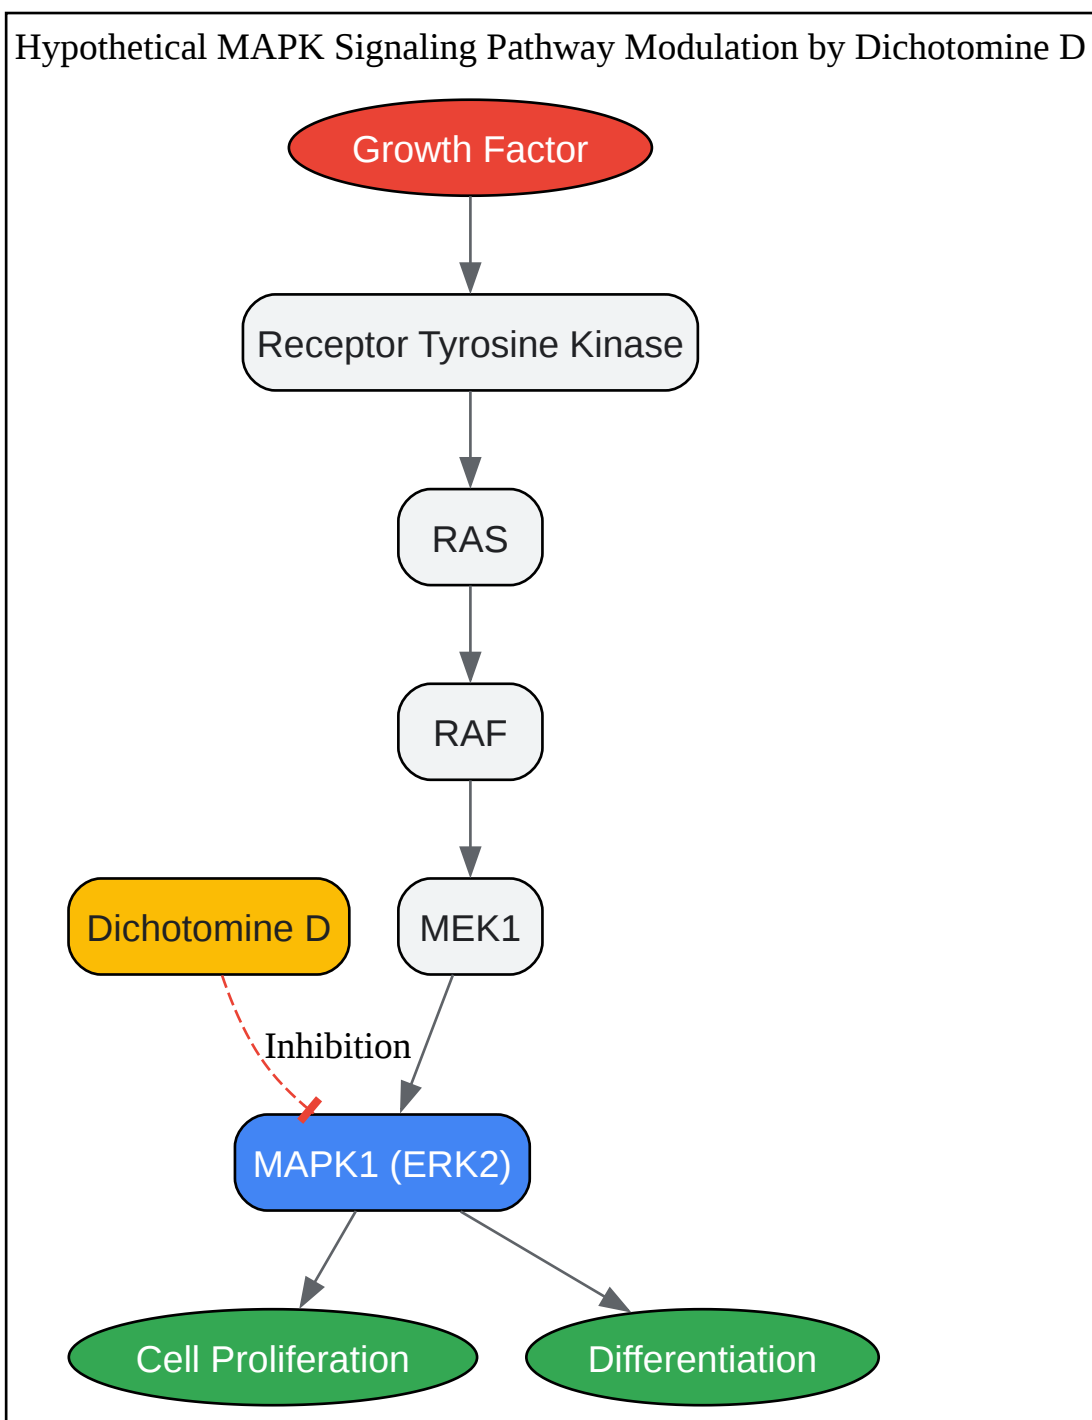 Hypothetical MAPK Signaling Pathway Modulation by Dichotomine D
Growth Factor
Receptor Tyrosine Kinase
RAS
RAF
Dichotomine D
MEK1
Inhibition
MAPK1 (ERK2)
Cell Proliferation
Differentiation